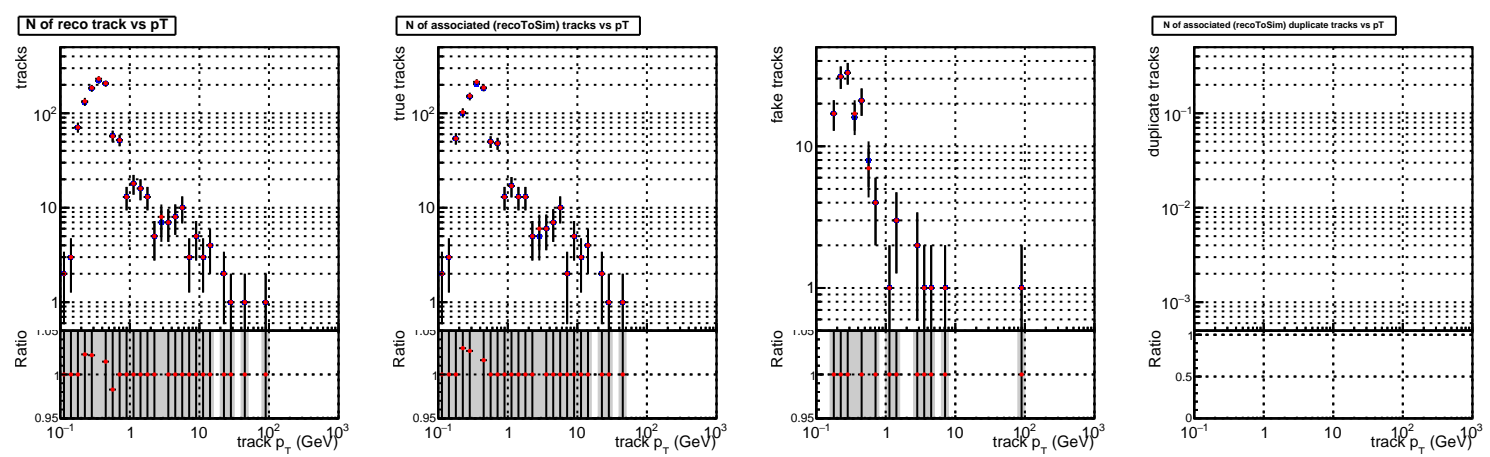 N of reco track vs pT
tracks
10²
10
1
Ratio
1.05
1
0.95
10⁻¹ 1 10 10² 10³
track p_T (GeV)
N of associated (recoToSim) tracks vs pT
true tracks
10²
10
1
Ratio
1.05
1
0.95
10⁻¹ 1 10 10² 10³
track p_T (GeV)
fake tracks
10
1
Ratio
1.05
1
0.95
10⁻¹ 1 10 10² 10³
track p_T (GeV)
N of associated (recoToSim) duplicate tracks vs pT
duplicate tracks
10⁻¹
10⁻²
10⁻³
Ratio
1
0.5
0
10⁻¹ 1 10 10² 10³
track p_T (GeV)